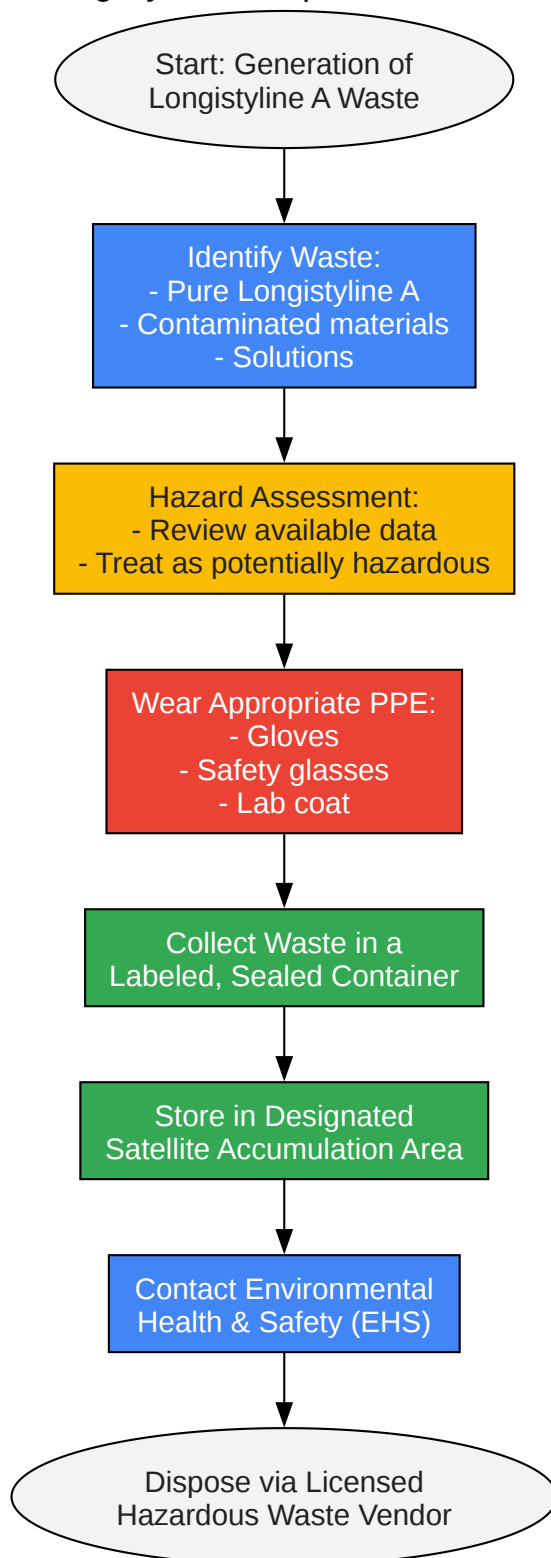 Start: Generation of
Longistyline A Waste
Identify Waste:
- Pure Longistyline A
- Contaminated materials
- Solutions
Hazard Assessment:
- Review available data
- Treat as potentially hazardous
Wear Appropriate PPE:
- Gloves
- Safety glasses
- Lab coat
Collect Waste in a
Labeled, Sealed Container
Store in Designated
Satellite Accumulation Area
Contact Environmental
Health & Safety (EHS)
Dispose via Licensed
Hazardous Waste Vendor